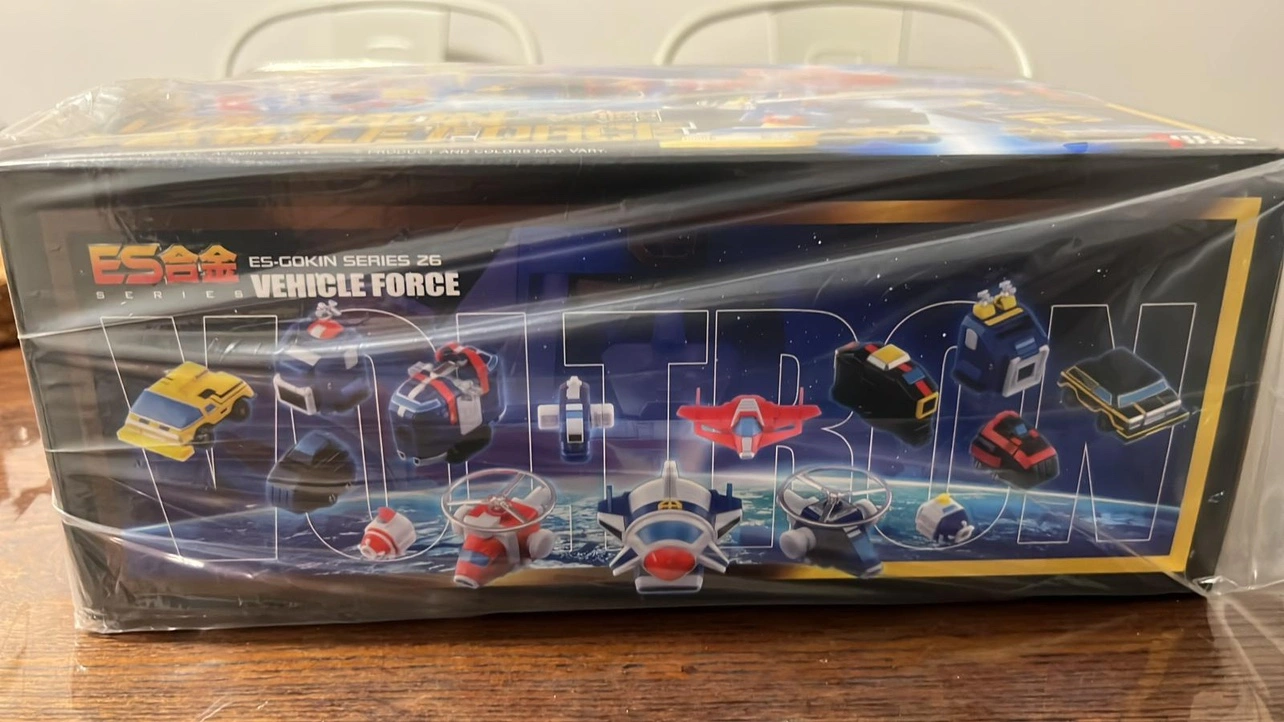 PRODUCT AND COLORS MAY VARY.
ES合金
SERIES
ES-GOKIN SERIES 26
VEHICLE FORCE
VOLTRON